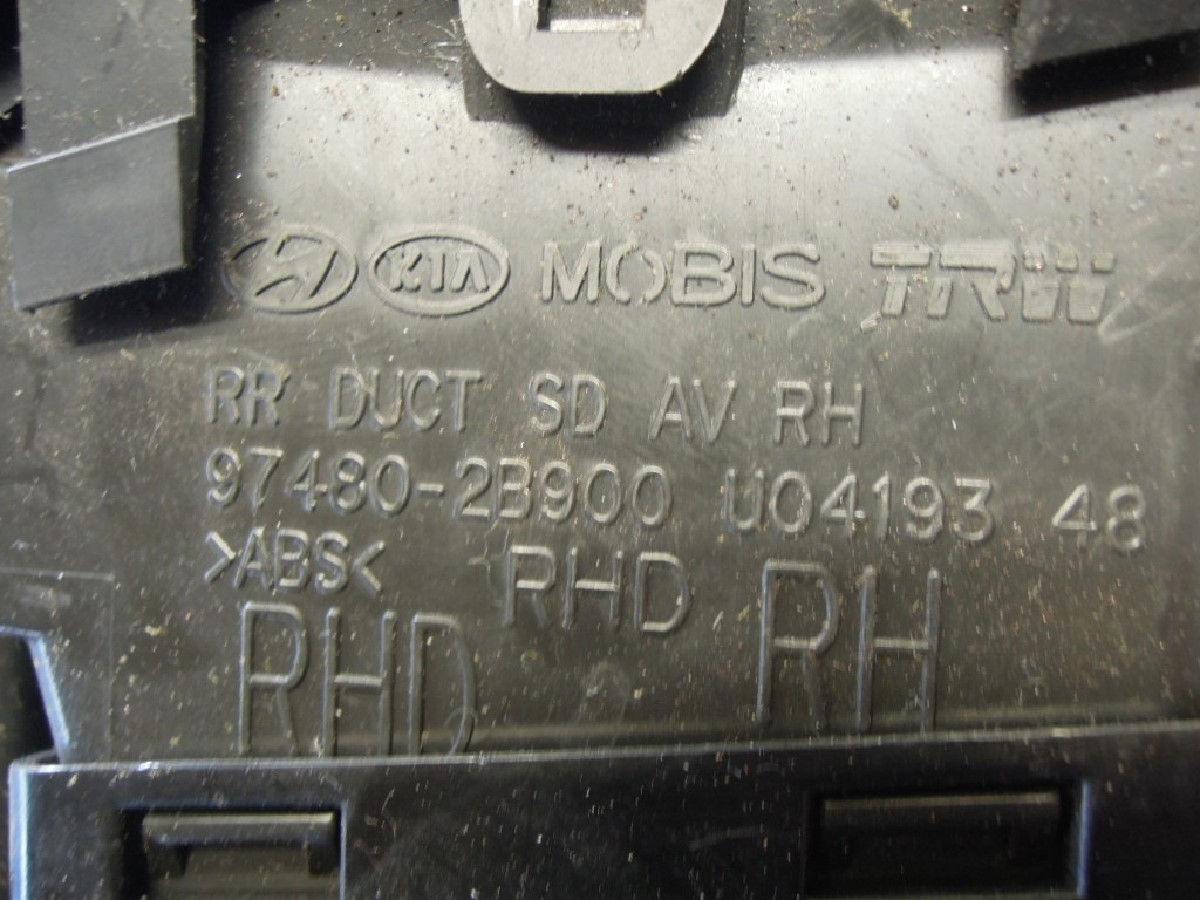 KIA MOBIS TRW
RR DUCT SD AV RH
97480-2B900 U04193 48
>ABS< RHD
RHD RH